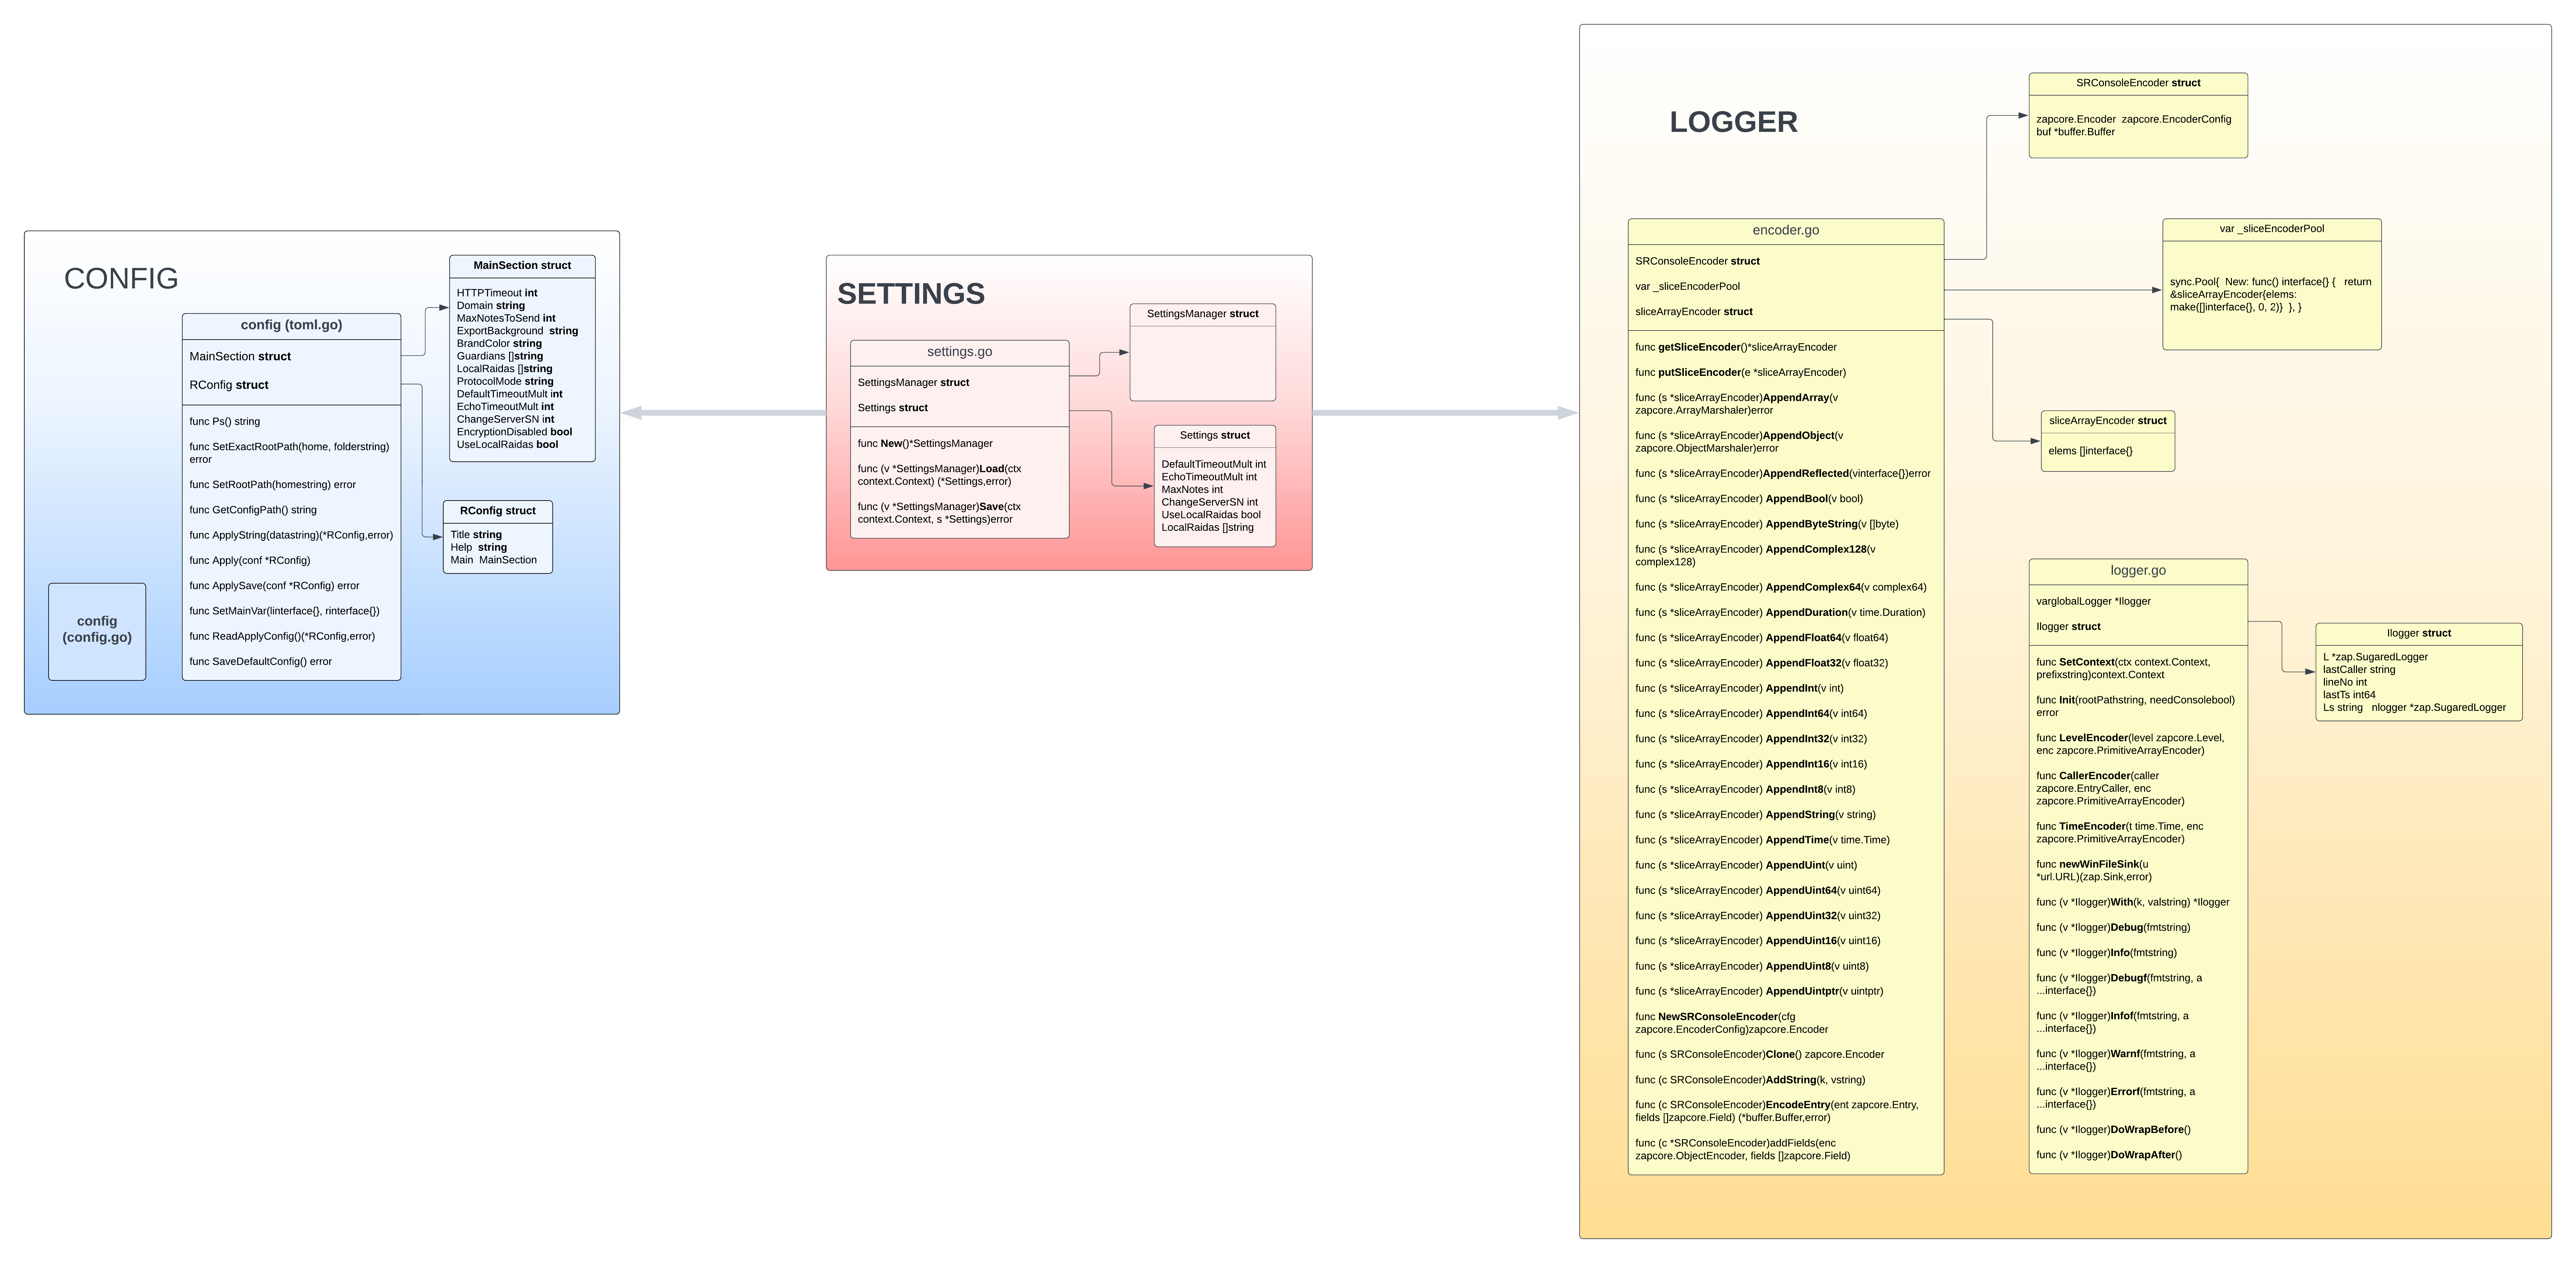 CONFIG
config
(config.go)
config (toml.go)
MainSection struct
RConfig struct
func Ps() string
func SetExactRootPath(home, folderstring)
error
func SetRootPath(homestring) error
func GetConfigPath() string
func ApplyString(datastring)(*RConfig,error)
func Apply(conf *RConfig)
func ApplySave(conf *RConfig) error
func SetMainVar(linterface{}, rinterface{})
func ReadApplyConfig()(*RConfig,error)
func SaveDefaultConfig() error
MainSection struct
HTTPTimeout int
Domain string
MaxNotesToSend int
ExportBackground  string
BrandColor string
Guardians []string
LocalRaidas []string
ProtocolMode string
DefaultTimeoutMult int
EchoTimeoutMult int
ChangeServerSN int
EncryptionDisabled bool
UseLocalRaidas bool
RConfig struct
Title string
Help  string
Main  MainSection
SETTINGS
settings.go
SettingsManager struct
Settings struct
func New()*SettingsManager
func (v *SettingsManager)Load(ctx
context.Context) (*Settings,error)
func (v *SettingsManager)Save(ctx
context.Context, s *Settings)error
SettingsManager struct
Settings struct
DefaultTimeoutMult int
EchoTimeoutMult int
MaxNotes int
ChangeServerSN int
UseLocalRaidas bool
LocalRaidas []string
LOGGER
encoder.go
SRConsoleEncoder struct
var _sliceEncoderPool
sliceArrayEncoder struct
func getSliceEncoder()*sliceArrayEncoder
func putSliceEncoder(e *sliceArrayEncoder)
func (s *sliceArrayEncoder)AppendArray(v
zapcore.ArrayMarshaler)error
func (s *sliceArrayEncoder)AppendObject(v
zapcore.ObjectMarshaler)error
func (s *sliceArrayEncoder)AppendReflected(vinterface{})error
func (s *sliceArrayEncoder) AppendBool(v bool)
func (s *sliceArrayEncoder) AppendByteString(v []byte)
func (s *sliceArrayEncoder) AppendComplex128(v
complex128)
func (s *sliceArrayEncoder) AppendComplex64(v complex64)
func (s *sliceArrayEncoder) AppendDuration(v time.Duration)
func (s *sliceArrayEncoder) AppendFloat64(v float64)
func (s *sliceArrayEncoder) AppendFloat32(v float32)
func (s *sliceArrayEncoder) AppendInt(v int)
func (s *sliceArrayEncoder) AppendInt64(v int64)
func (s *sliceArrayEncoder) AppendInt32(v int32)
func (s *sliceArrayEncoder) AppendInt16(v int16)
func (s *sliceArrayEncoder) AppendInt8(v int8)
func (s *sliceArrayEncoder) AppendString(v string)
func (s *sliceArrayEncoder) AppendTime(v time.Time)
func (s *sliceArrayEncoder) AppendUint(v uint)
func (s *sliceArrayEncoder) AppendUint64(v uint64)
func (s *sliceArrayEncoder) AppendUint32(v uint32)
func (s *sliceArrayEncoder) AppendUint16(v uint16)
func (s *sliceArrayEncoder) AppendUint8(v uint8)
func (s *sliceArrayEncoder) AppendUintptr(v uintptr)
func NewSRConsoleEncoder(cfg
zapcore.EncoderConfig)zapcore.Encoder
func (s SRConsoleEncoder)Clone() zapcore.Encoder
func (c SRConsoleEncoder)AddString(k, vstring)
func (c SRConsoleEncoder)EncodeEntry(ent zapcore.Entry,
fields []zapcore.Field) (*buffer.Buffer,error)
func (c *SRConsoleEncoder)addFields(enc
zapcore.ObjectEncoder, fields []zapcore.Field)
SRConsoleEncoder struct
zapcore.Encoder  zapcore.EncoderConfig
buf *buffer.Buffer
var _sliceEncoderPool
sync.Pool{  New: func() interface{} {   return
&sliceArrayEncoder{elems:
make([]interface{}, 0, 2)}  }, }
sliceArrayEncoder struct
elems []interface{}
logger.go
varglobalLogger *Ilogger
Ilogger struct
func SetContext(ctx context.Context,
prefixstring)context.Context
func Init(rootPathstring, needConsolebool)
error
func LevelEncoder(level zapcore.Level,
enc zapcore.PrimitiveArrayEncoder)
func CallerEncoder(caller
zapcore.EntryCaller, enc
zapcore.PrimitiveArrayEncoder)
func TimeEncoder(t time.Time, enc
zapcore.PrimitiveArrayEncoder)
func newWinFileSink(u
*url.URL)(zap.Sink,error)
func (v *Ilogger)With(k, valstring) *Ilogger
func (v *Ilogger)Debug(fmtstring)
func (v *Ilogger)Info(fmtstring)
func (v *Ilogger)Debugf(fmtstring, a
...interface{})
func (v *Ilogger)Infof(fmtstring, a
...interface{})
func (v *Ilogger)Warnf(fmtstring, a
...interface{})
func (v *Ilogger)Errorf(fmtstring, a
...interface{})
func (v *Ilogger)DoWrapBefore()
func (v *Ilogger)DoWrapAfter()
Ilogger struct
L *zap.SugaredLogger
lastCaller string
lineNo int
lastTs int64
Ls string   nlogger *zap.SugaredLogger